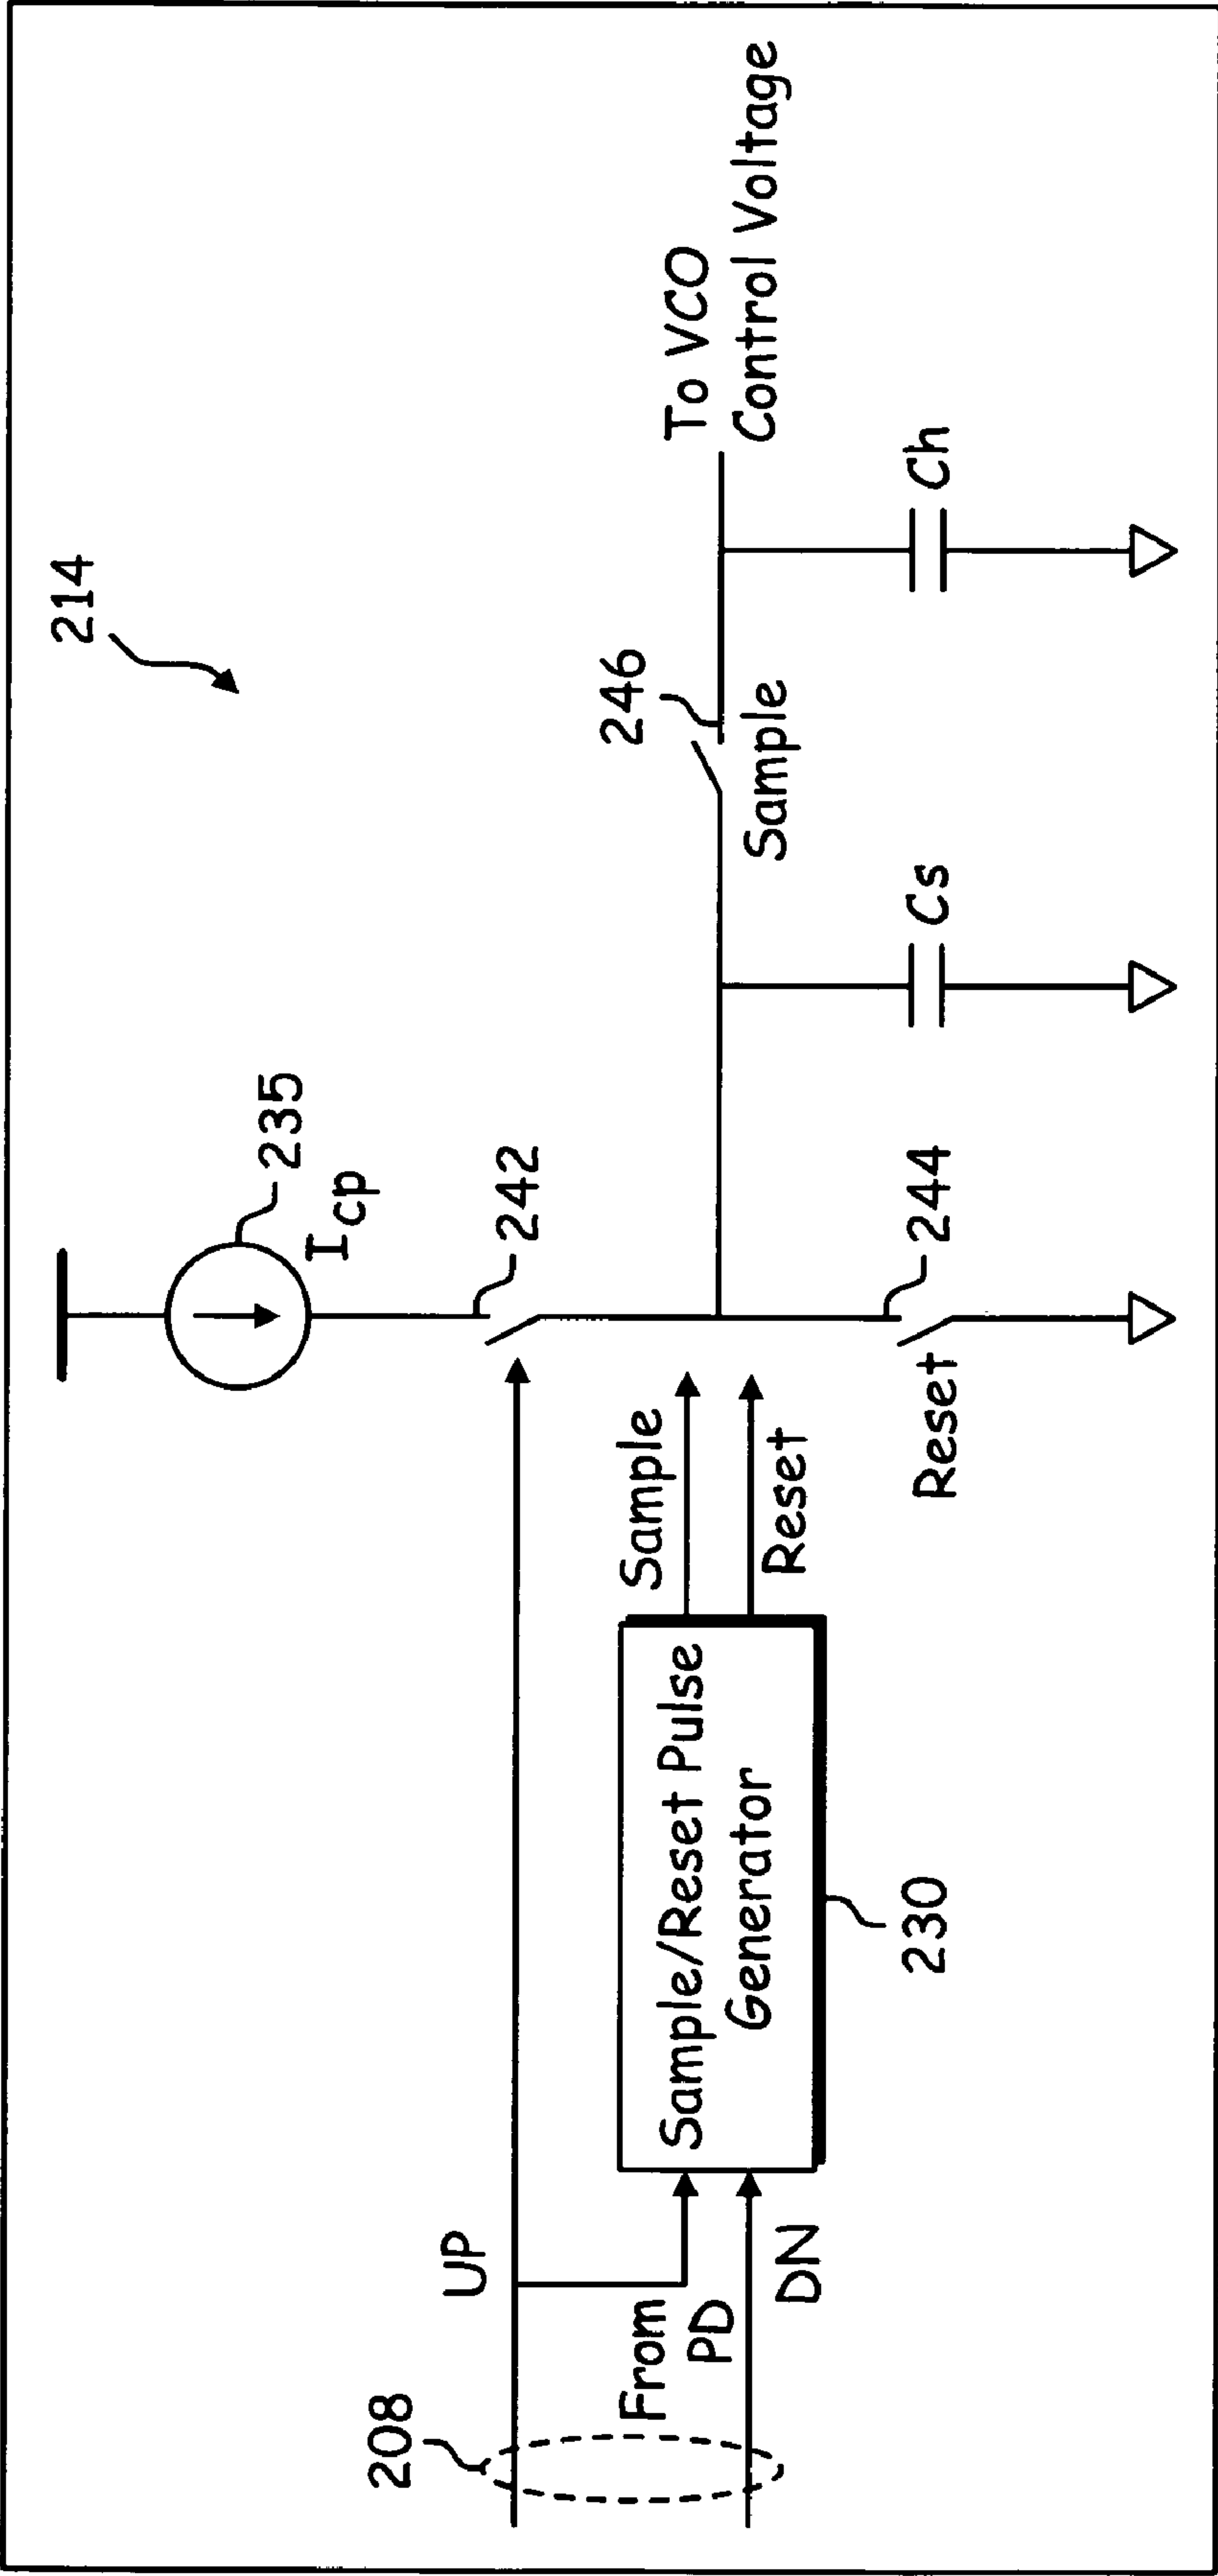 214
235
Icp
242
208
UP
From
PD
DN
Sample/Reset Pulse
Generator
230
Sample
Reset
246
Sample
To VCO
Control Voltage
244
Reset
Cs
Ch